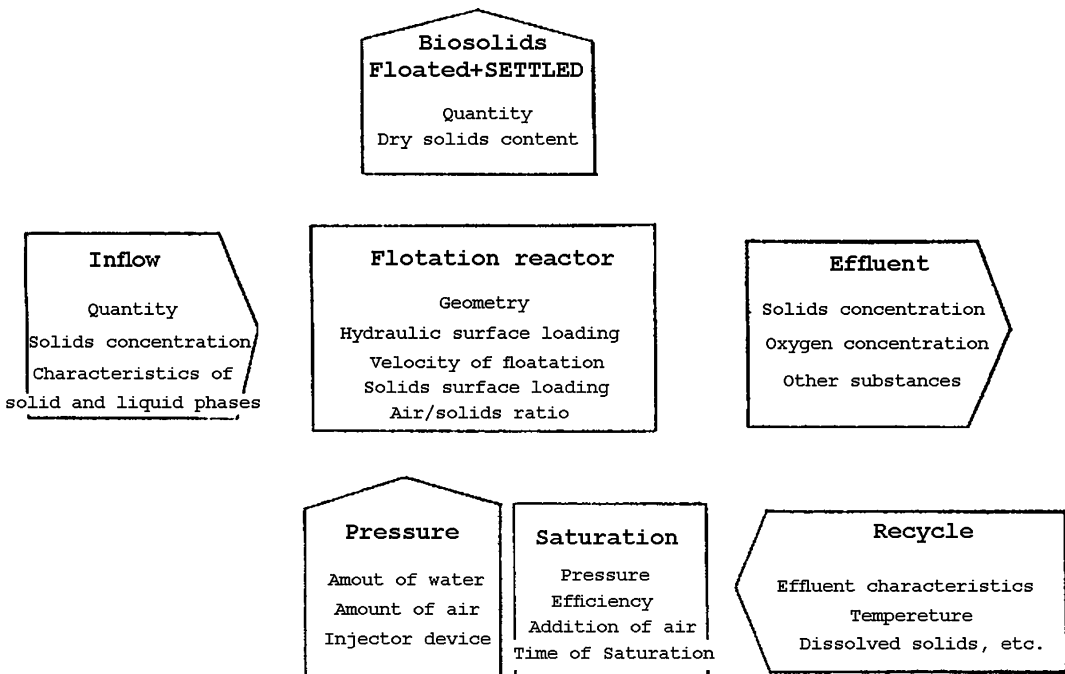 Biosolids
Floated+SETTLED
Quantity
Dry solids content
Inflow
Quantity
Solids concentration
Characteristics of
solid and liquid phases
Flotation reactor
Geometry
Hydraulic surface loading
Velocity of floatation
Solids surface loading
Air/solids ratio
Effluent
Solids concentration
Oxygen concentration
Other substances
Pressure
Amout of water
Amount of air
Injector device
Saturation
Pressure
Efficiency
Addition of air
Time of Saturation
Recycle
Effluent characteristics
Tempereture
Dissolved solids, etc.